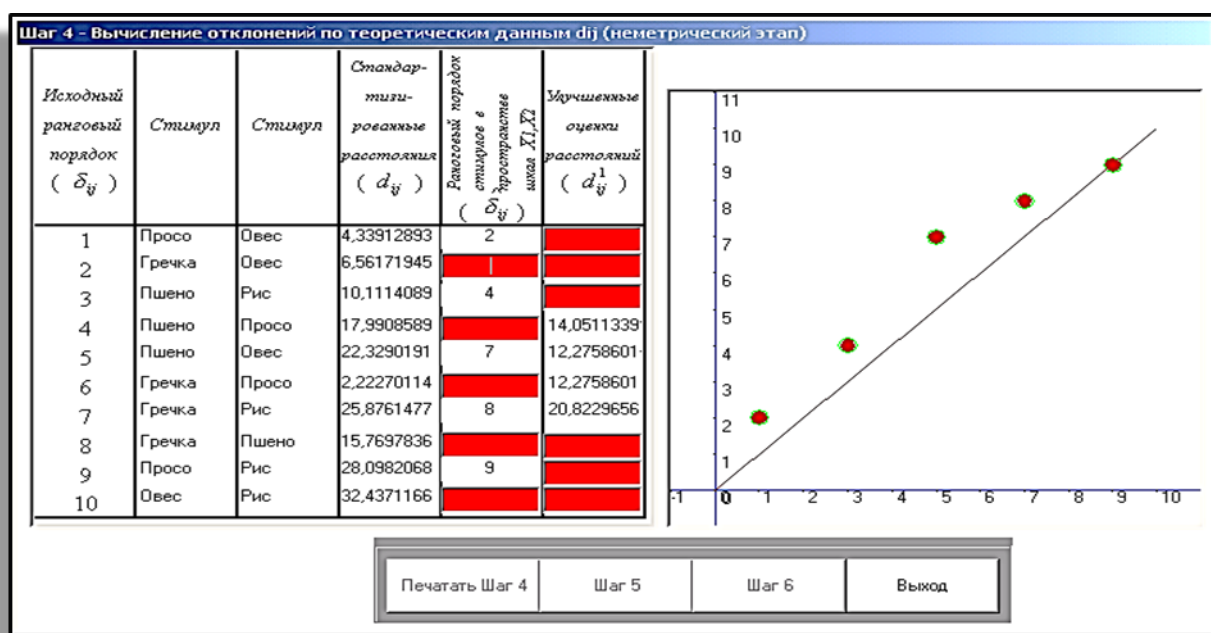 Шаг 4 - Вычисление отклонений по теоретическим данным dij (неметрический этап)
Исходный
ранговый
порядок
( δij )
Стимул
Стимул
Стандар-
тизи-
рованные
расстояния
( dij )
Ранговый порядок
стимулов в
пространстве
шкал X1,X2
( δ̂ij )
Улучшенные
оценки
расстояний
( d¹ij )
1 Просо Овес 4,33912893 2
2 Гречка Овес 6,56171945
3 Пшено Рис 10,1114089 4
4 Пшено Просо 17,9908589 14,0511339
5 Пшено Овес 22,3290191 7 12,2758601
6 Гречка Просо 2,22270114 12,2758601
7 Гречка Рис 25,8761477 8 20,8229656
8 Гречка Пшено 15,7697836
9 Просо Рис 28,0982068 9
10 Овес Рис 32,4371166
11
10
9
8
7
6
5
4
3
2
1
-1 0 1 2 3 4 5 6 7 8 9 10
Печатать Шаг 4 Шаг 5 Шаг 6 Выход